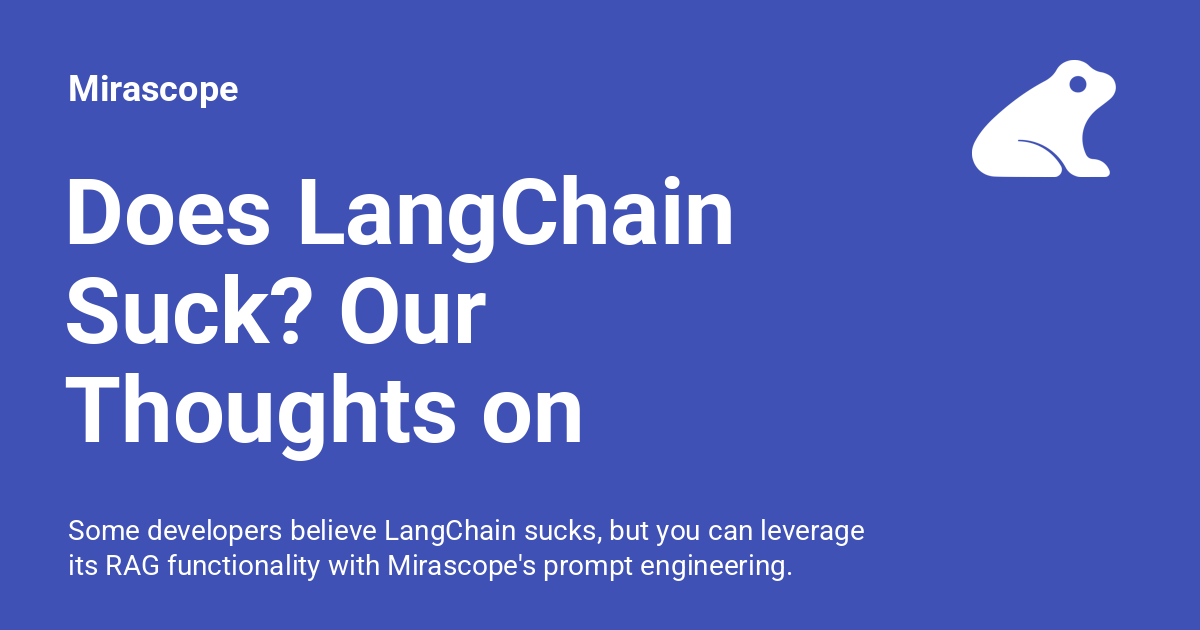 Mirascope
Does LangChain
Suck? Our
Thoughts on
Some developers believe LangChain sucks, but you can leverage
its RAG functionality with Mirascope's prompt engineering.